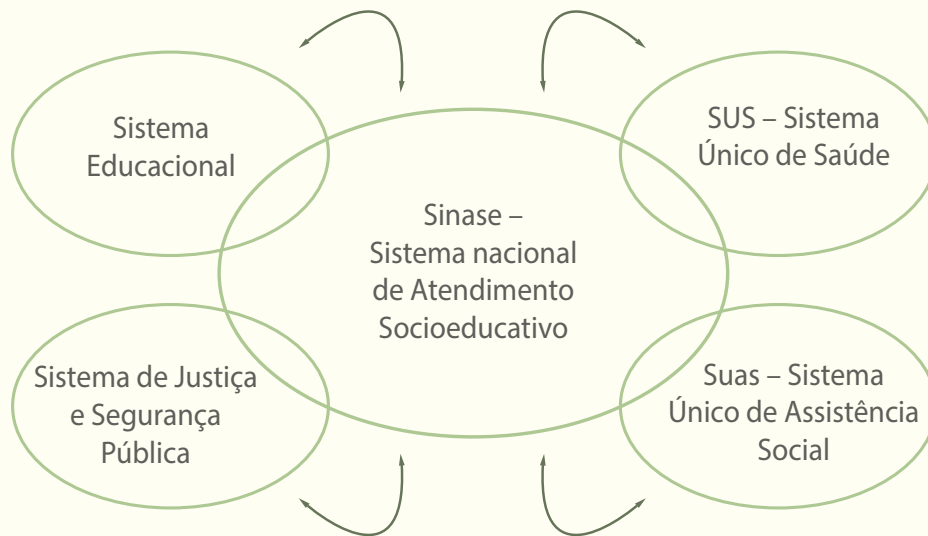 Sistema
Educacional
SUS – Sistema
Único de Saúde
Sinase –
Sistema nacional
de Atendimento
Socioeducativo
Sistema de Justiça
e Segurança
Pública
Suas – Sistema
Único de Assistência
Social